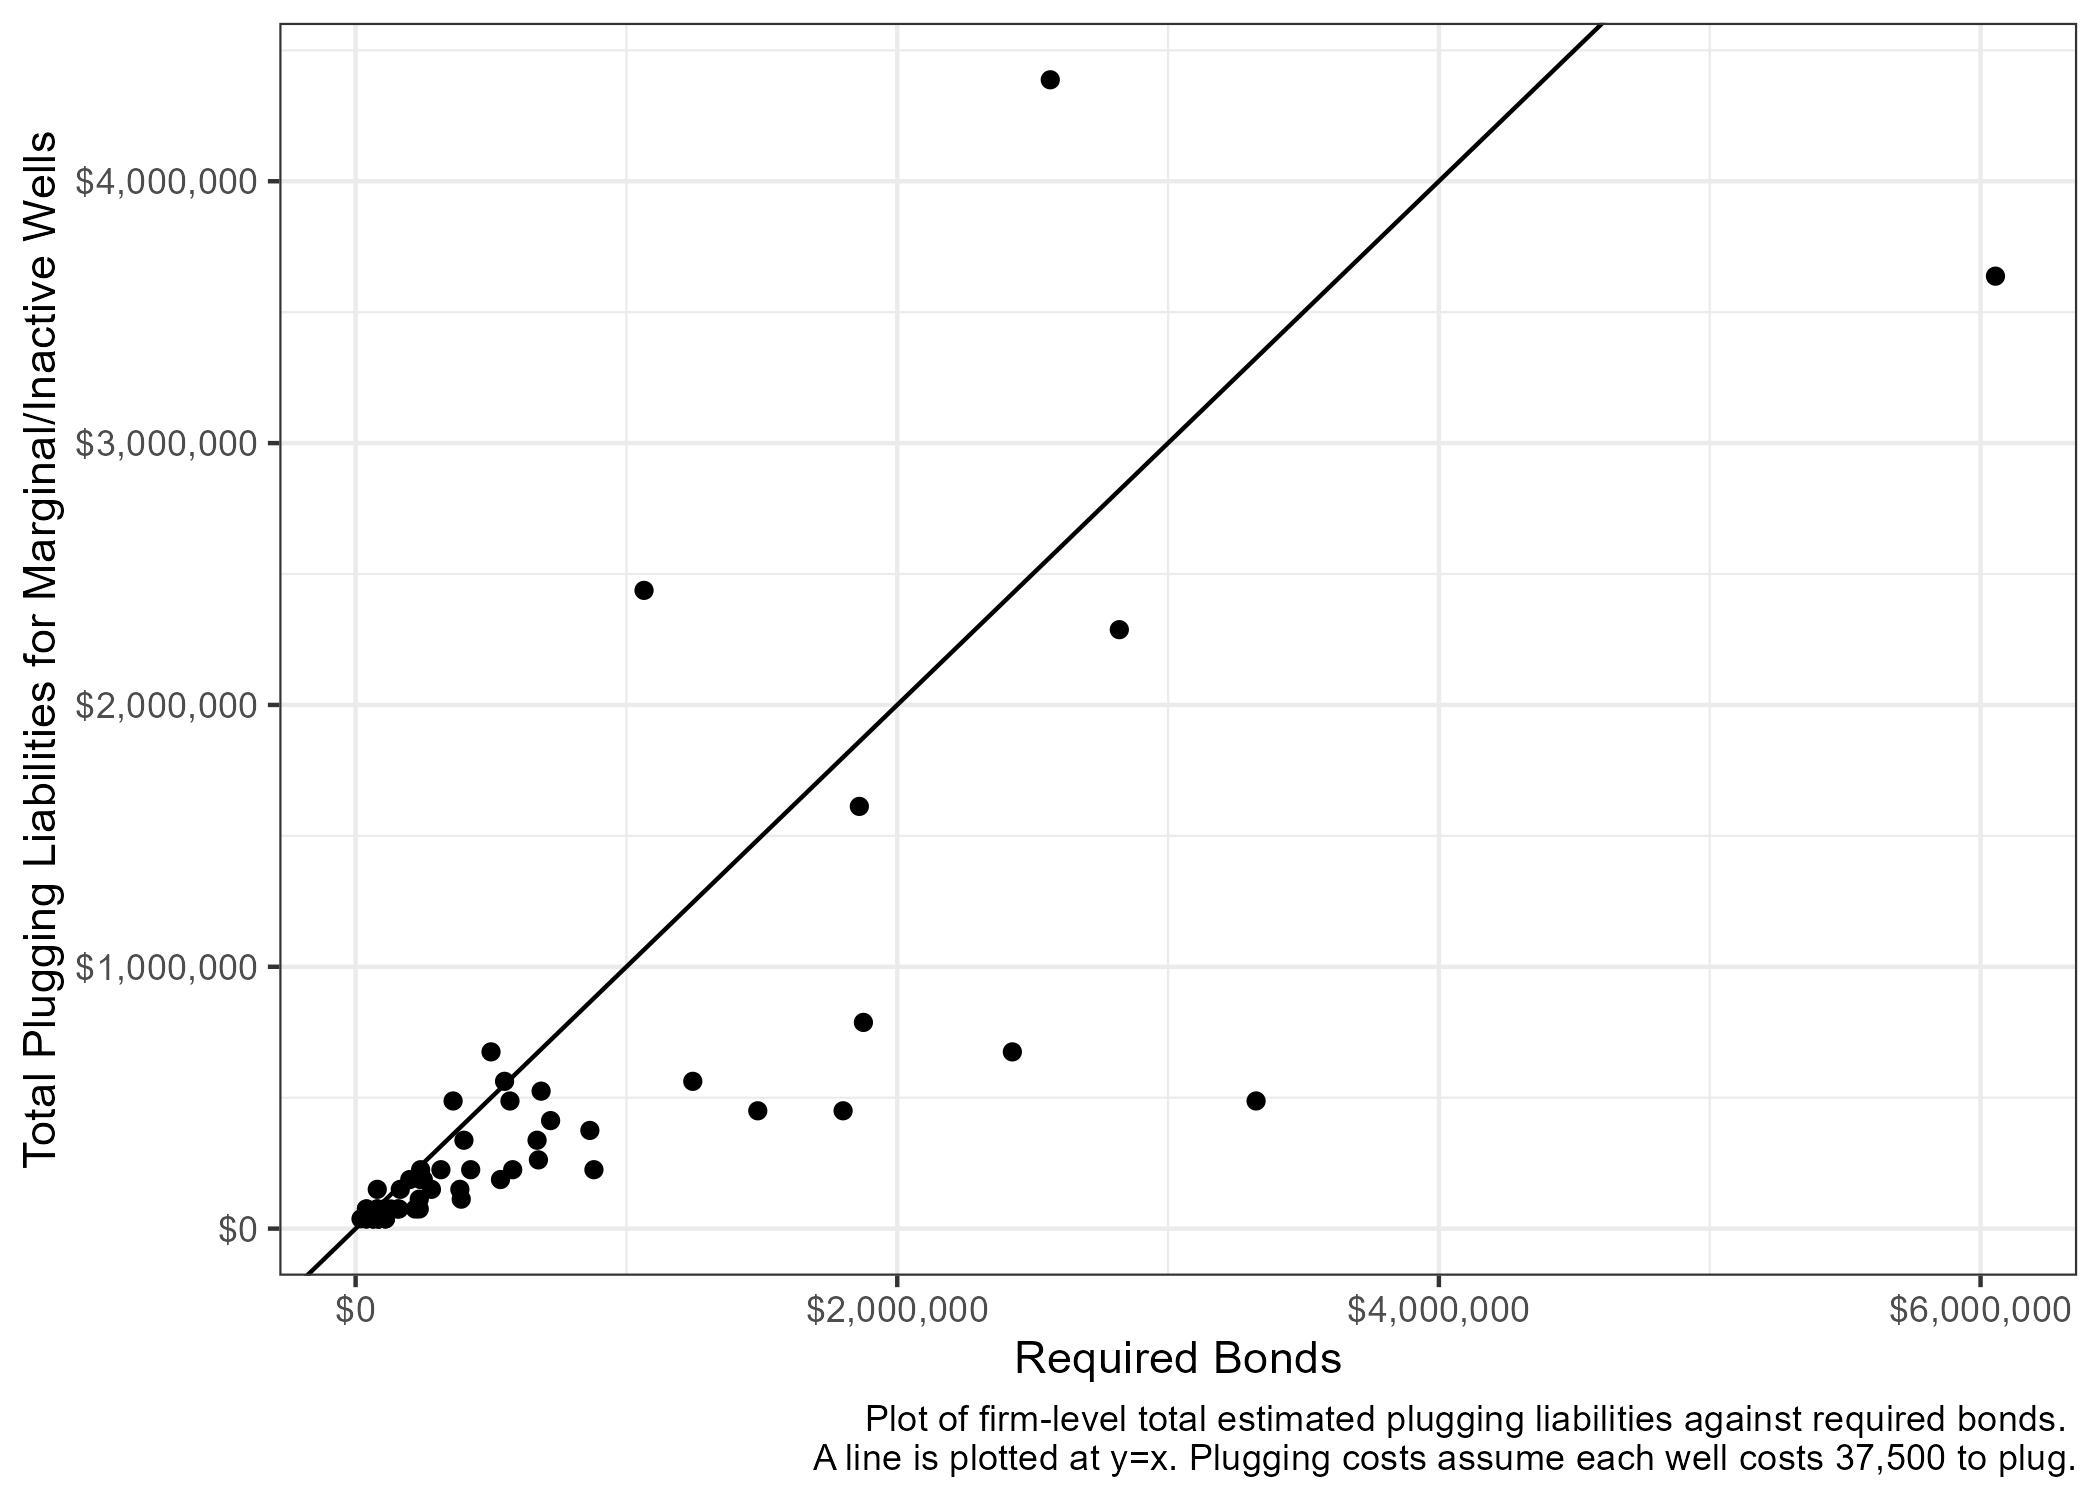 Total Plugging Liabilities for Marginal/Inactive Wells
$4,000,000
$3,000,000
$2,000,000
$1,000,000
$0
$0
$2,000,000
$4,000,000
$6,000,000
Required Bonds
Plot of firm-level total estimated plugging liabilities against required bonds.
A line is plotted at y=x. Plugging costs assume each well costs 37,500 to plug.